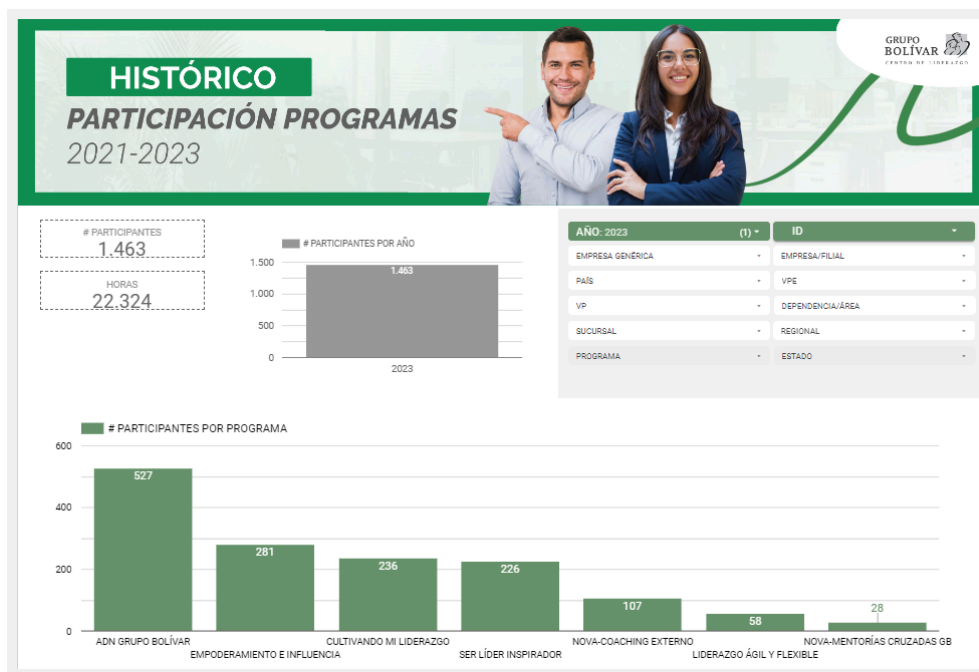 HISTÓRICO
PARTICIPACIÓN PROGRAMAS
2021-2023
GRUPO
BOLÍVAR
CENTRO DE LIDERAZGO
# PARTICIPANTES
1.463
HORAS
22.324
# PARTICIPANTES POR AÑO
1.500
1.000
500
0
1.463
2023
AÑO: 2023 (1)
ID
EMPRESA GENÉRICA
EMPRESA/FILIAL
PAÍS
VPE
VP
DEPENDENCIA/ÁREA
SUCURSAL
REGIONAL
PROGRAMA
ESTADO
# PARTICIPANTES POR PROGRAMA
600
400
200
0
527
281
236
226
107
58
28
ADN GRUPO BOLÍVAR
EMPODERAMIENTO E INFLUENCIA
CULTIVANDO MI LIDERAZGO
SER LÍDER INSPIRADOR
NOVA-COACHING EXTERNO
LIDERAZGO ÁGIL Y FLEXIBLE
NOVA-MENTORÍAS CRUZADAS GB